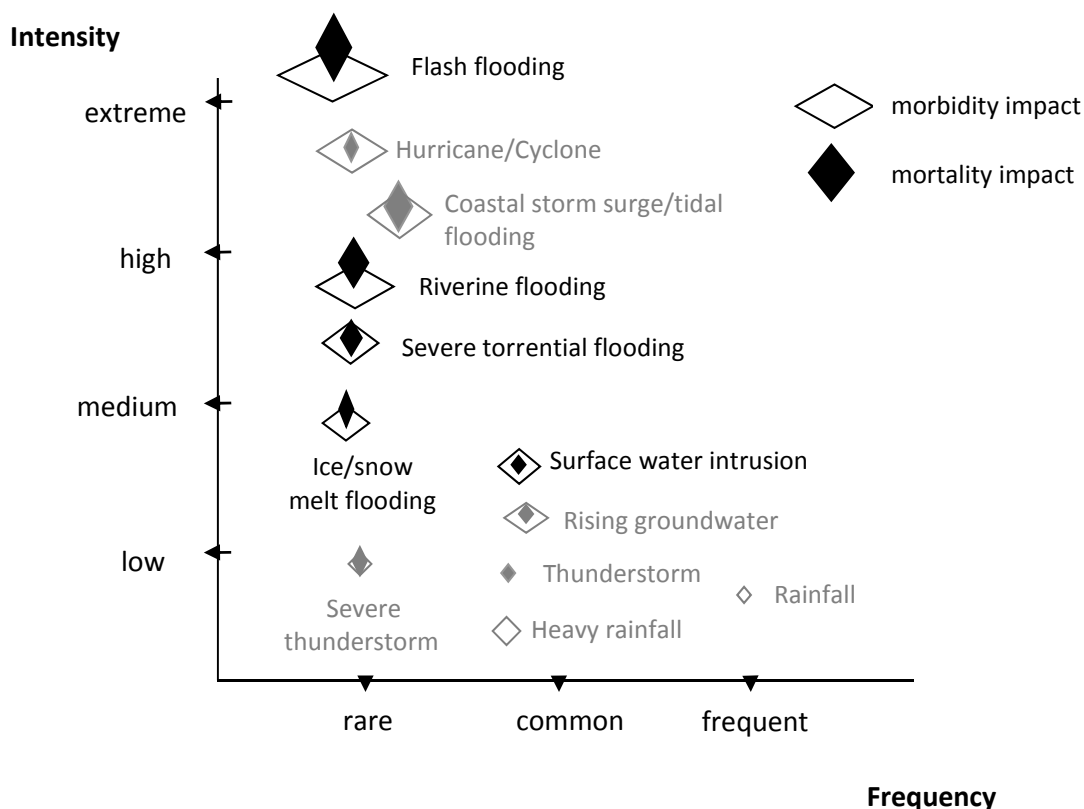 Intensity
Flash flooding
extreme
morbidity impact
Hurricane/Cyclone
mortality impact
Coastal storm surge/tidal
flooding
high
Riverine flooding
Severe torrential flooding
medium
Ice/snow
melt flooding
Surface water intrusion
Rising groundwater
low
Thunderstorm
Rainfall
Severe
thunderstorm
Heavy rainfall
rare
common
frequent
Frequency